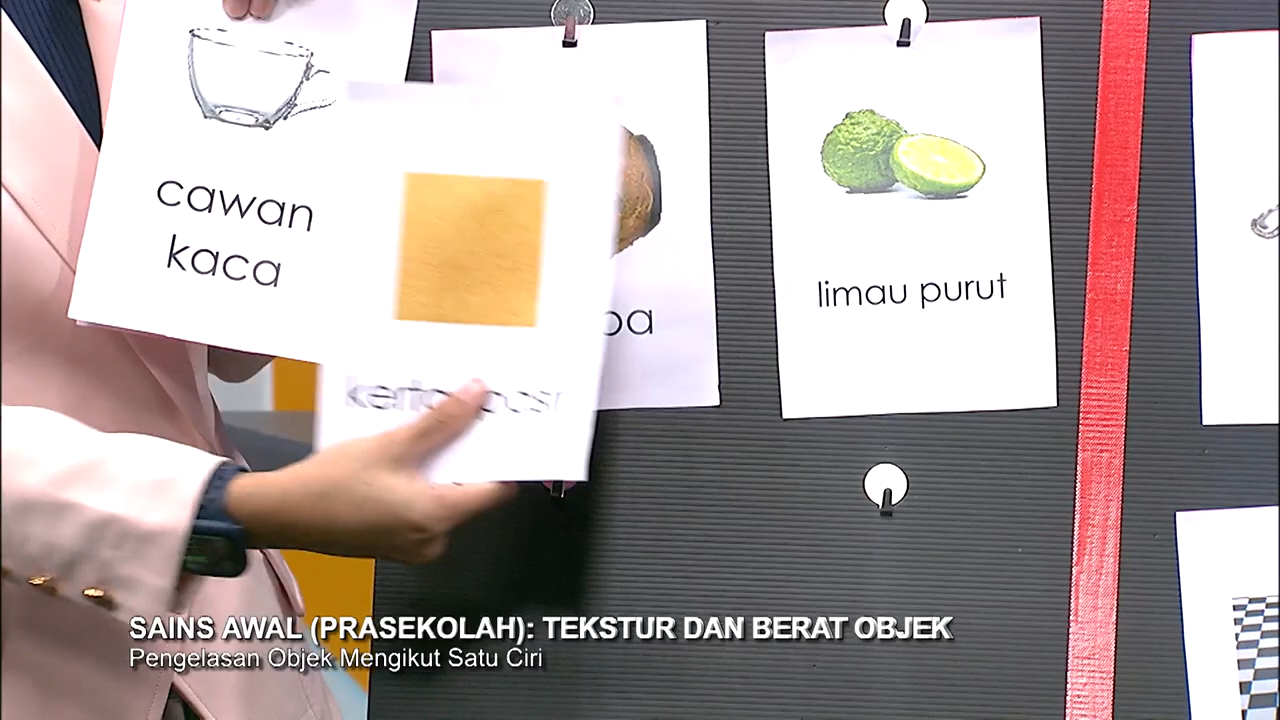 cawan
kaca
limau purut
SAINS AWAL (PRASEKOLAH): TEKSTUR DAN BERAT OBJEK
Pengelasan Objek Mengikut Satu Ciri